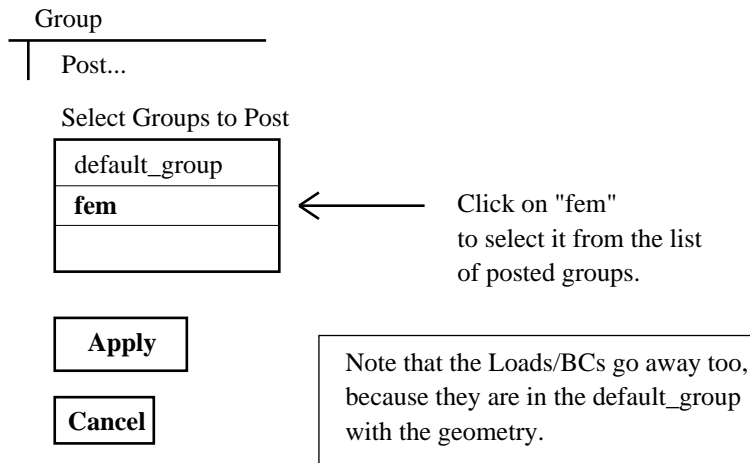 Group
Post...
Select Groups to Post
default_group
fem
Click on "fem"
to select it from the list
of posted groups.
Apply
Cancel
Note that the Loads/BCs go away too,
because they are in the default_group
with the geometry.